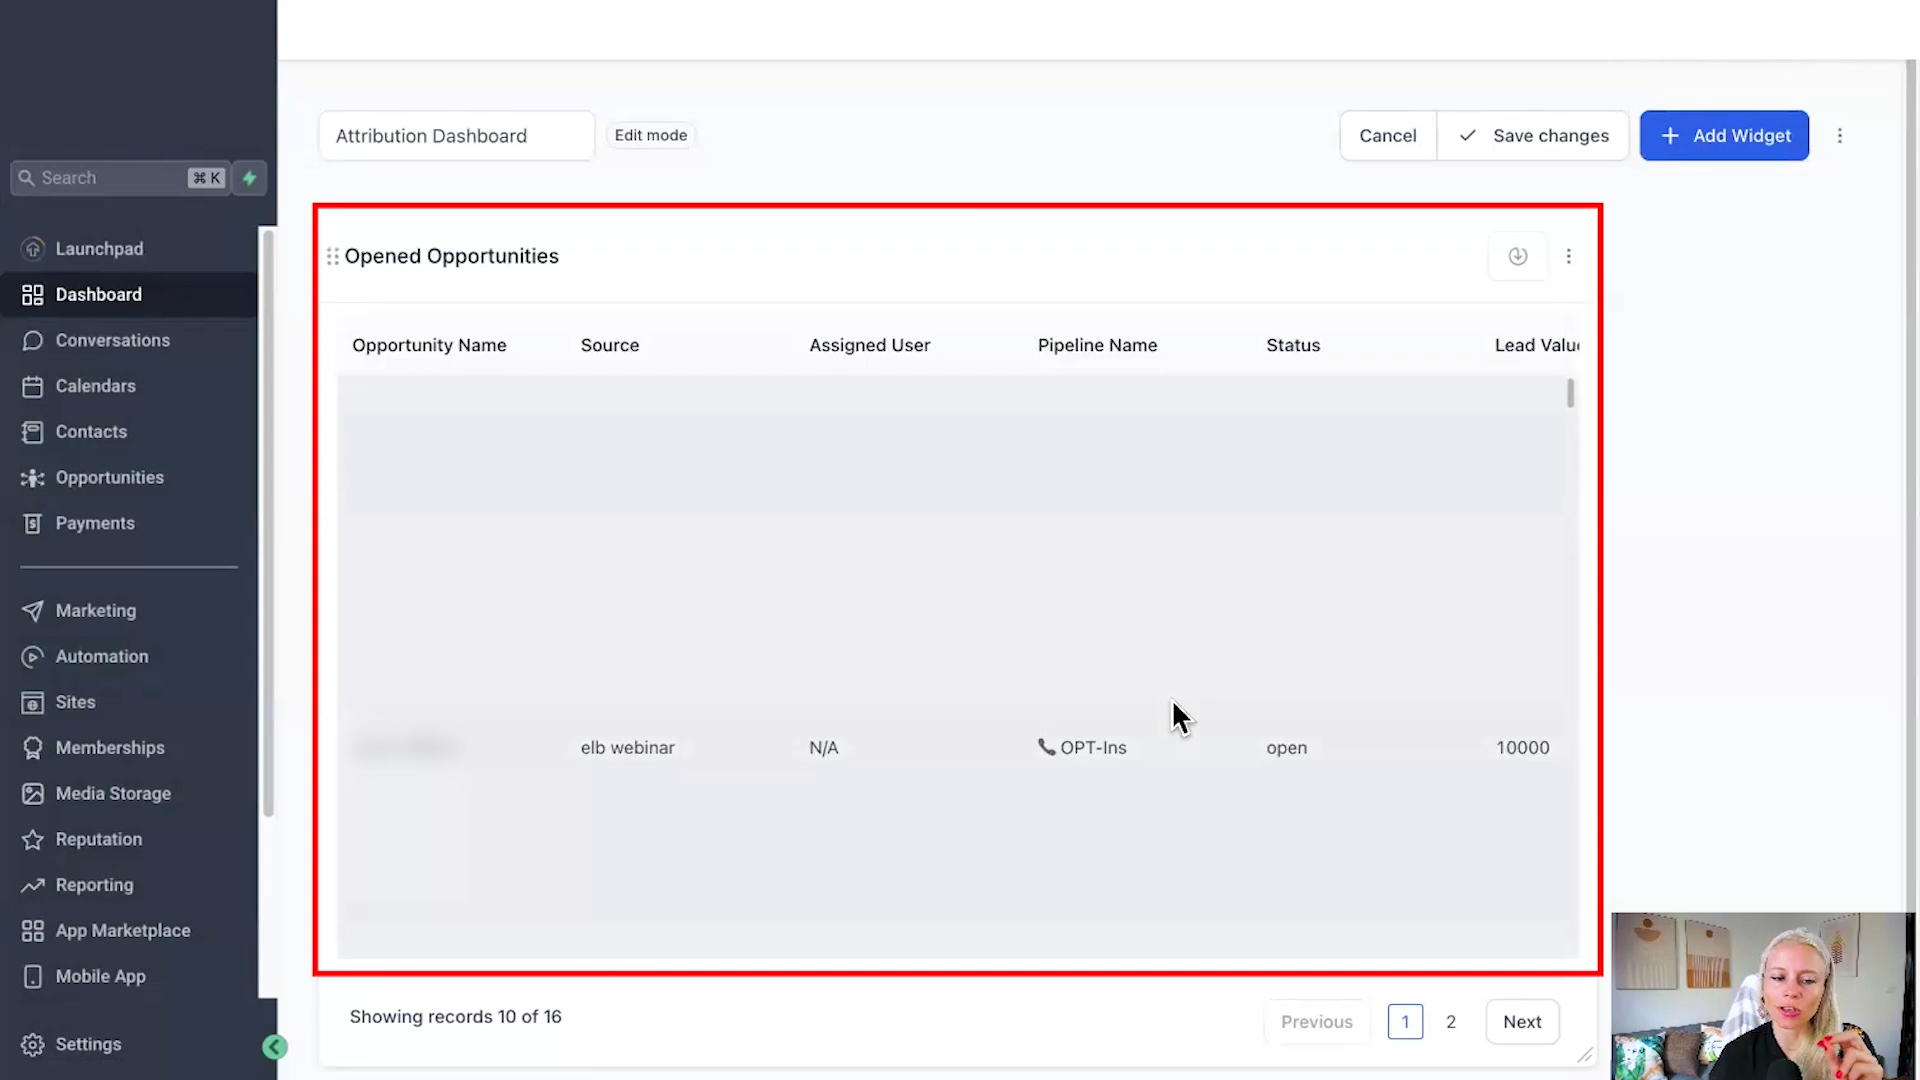 Search ⌘ K
Launchpad
Dashboard
Conversations
Calendars
Contacts
Opportunities
Payments
Marketing
Automation
Sites
Memberships
Media Storage
Reputation
Reporting
App Marketplace
Mobile App
Settings
Attribution Dashboard Edit mode Cancel Save changes Add Widget
Opened Opportunities
Opportunity Name Source Assigned User Pipeline Name Status Lead Valu
elb webinar N/A OPT-Ins open 10000
Showing records 10 of 16 Previous 1 2 Next